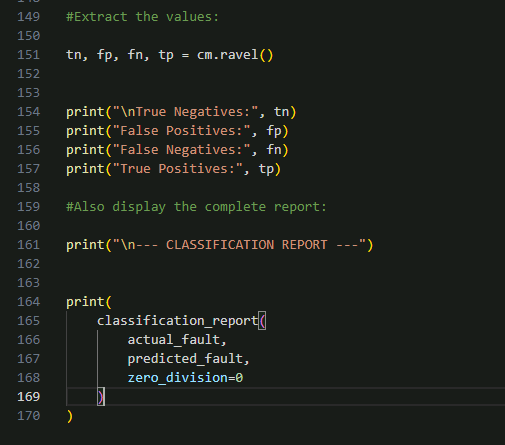 149 #Extract the values:
150
151 tn, fp, fn, tp = cm.ravel()
152
153
154 print("\nTrue Negatives:", tn)
155 print("False Positives:", fp)
156 print("False Negatives:", fn)
157 print("True Positives:", tp)
158
159 #Also display the complete report:
160
161 print("\n--- CLASSIFICATION REPORT ---")
162
163
164 print(
165     classification_report(
166         actual_fault,
167         predicted_fault,
168         zero_division=0
169     )
170 )